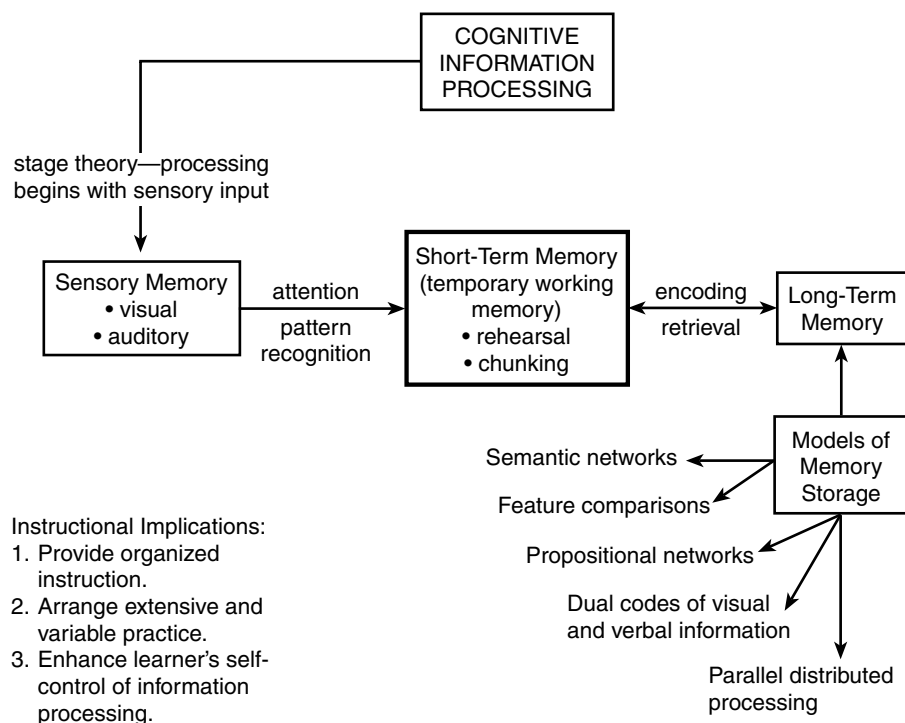 COGNITIVE
INFORMATION
PROCESSING
stage theory—processing
begins with sensory input
Sensory Memory
• visual
• auditory
attention
pattern
recognition
Short-Term Memory
(temporary working
memory)
• rehearsal
• chunking
encoding
retrieval
Long-Term
Memory
Models of
Memory
Storage
Semantic networks
Feature comparisons
Propositional networks
Dual codes of visual
and verbal information
Parallel distributed
processing
Instructional Implications:
1. Provide organized
instruction.
2. Arrange extensive and
variable practice.
3. Enhance learner's self-
control of information
processing.